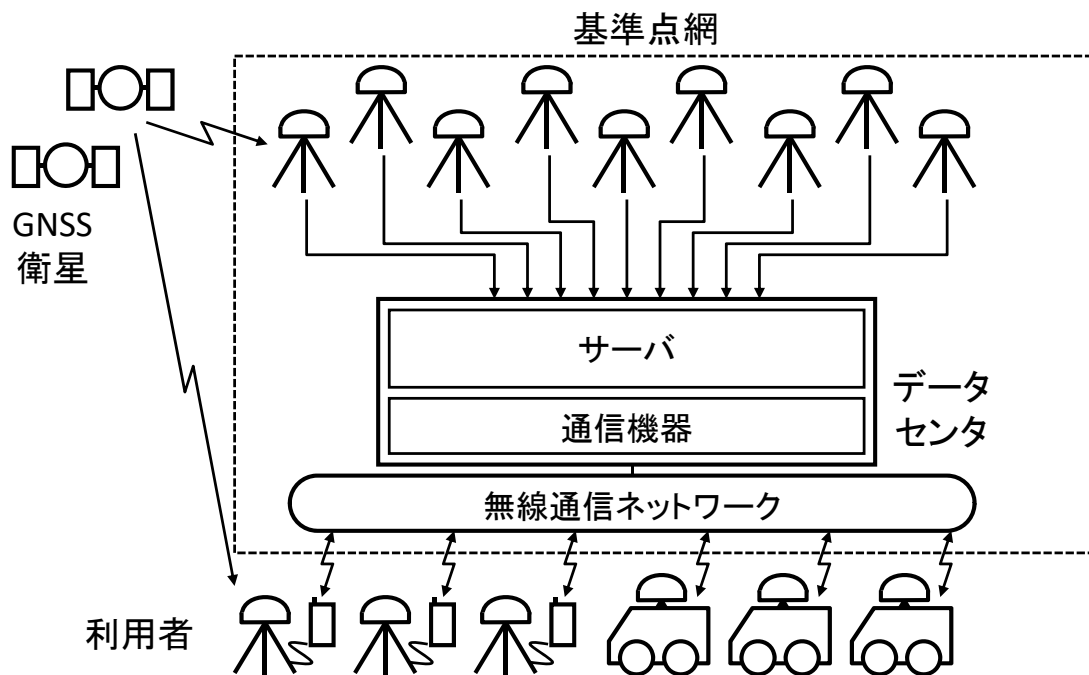 基準点網
GNSS
衛星
サーバ
通信機器
データ
センタ
無線通信ネットワーク
利用者